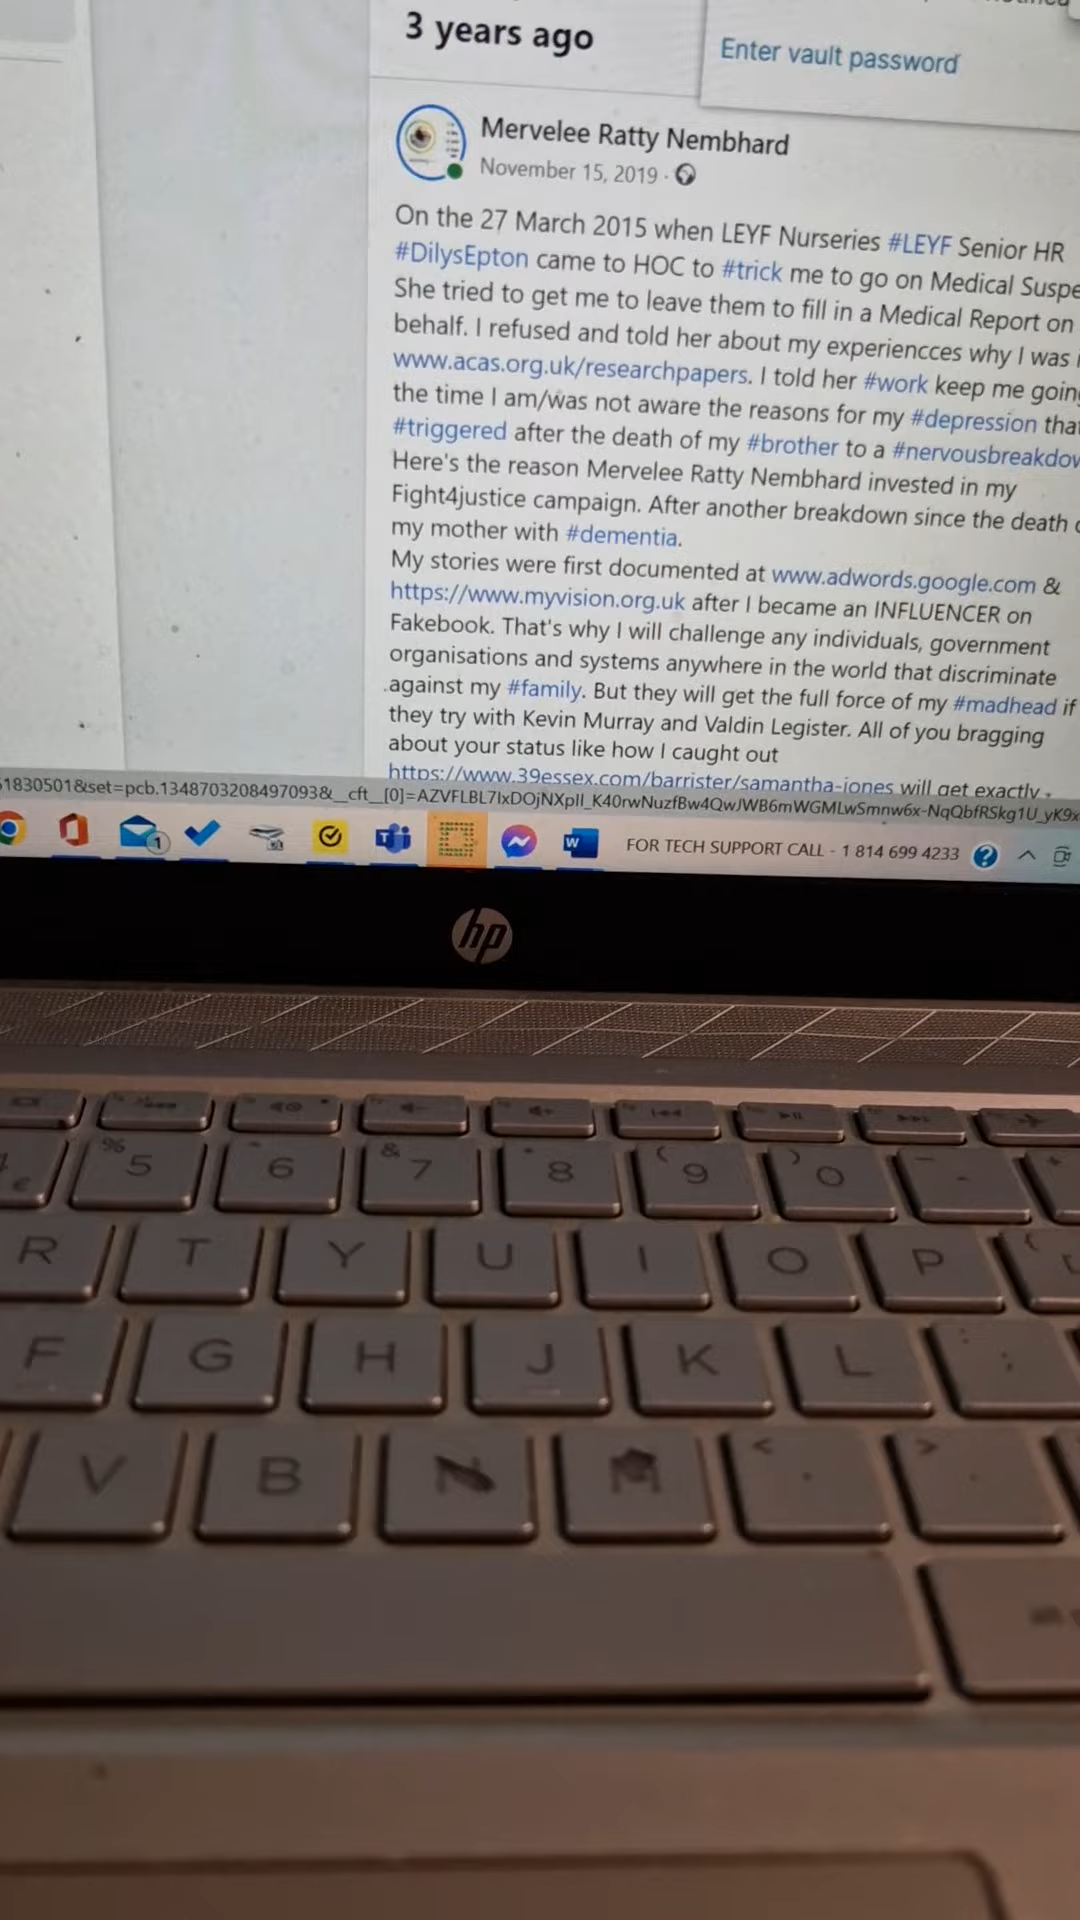 3 years ago
Enter vault password
Mervelee Ratty Nembhard
November 15, 2019 ·
On the 27 March 2015 when LEYF Nurseries #LEYF Senior HR
#DilysEpton came to HOC to #trick me to go on Medical Suspe
She tried to get me to leave them to fill in a Medical Report on
behalf. I refused and told her about my experiencces why I was
www.acas.org.uk/researchpapers. I told her #work keep me going
the time I am/was not aware the reasons for my #depression tha
#triggered after the death of my #brother to a #nervousbreakdow
Here's the reason Mervelee Ratty Nembhard invested in my
Fight4justice campaign. After another breakdown since the death
my mother with #dementia.
My stories were first documented at www.adwords.google.com &
https://www.myvision.org.uk after I became an INFLUENCER on
Fakebook. That's why I will challenge any individuals, government
organisations and systems anywhere in the world that discriminate
against my #family. But they will get the full force of my #madhead if
they try with Kevin Murray and Valdin Legister. All of you bragging
about your status like how I caught out
https://www.39essex.com/barrister/samantha-jones will get exactly
FOR TECH SUPPORT CALL - 1 814 699 4233
hp
% 5 ^ 6 & 7 * 8 ( 9 ) 0 - +
R T Y U I O P { [
F G H J K L : ;
V B N M < , > .